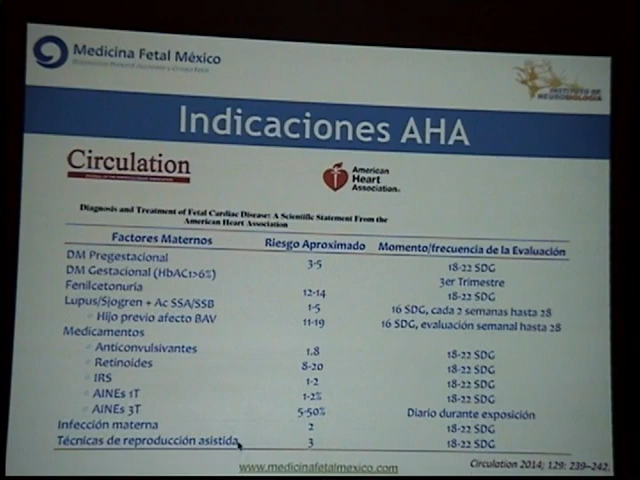 Medicina Fetal México
INSTITUTO DE
NEUROBIOLOGÍA
Indicaciones AHA
Circulation
American
Heart
Association®
Diagnosis and Treatment of Fetal Cardiac Disease: A Scientific Statement From the
American Heart Association
Factores Maternos Riesgo Aproximado Momento/frecuencia de la Evaluación
DM Pregestacional 3-5 18-22 SDG
DM Gestacional (HbAC1>6%) 3er Trimestre
Fenilcetonuria 12-14 18-22 SDG
Lupus/Sjogren + Ac SSA/SSB 1-5 16 SDG, cada 2 semanas hasta 28
Hijo previo afecto BAV 11-19 16 SDG, evaluación semanal hasta 28
Medicamentos
Anticonvulsivantes 1.8 18-22 SDG
Retinoides 8-20 18-22 SDG
IRS 1-2 18-22 SDG
AINEs 1T 1-2% 18-22 SDG
AINEs 3T 5-50% Diario durante exposición
Infección materna 2 18-22 SDG
Técnicas de reproducción asistida 3 18-22 SDG
www.medicinafetalmexico.com
Circulation 2014; 129: 239-242.